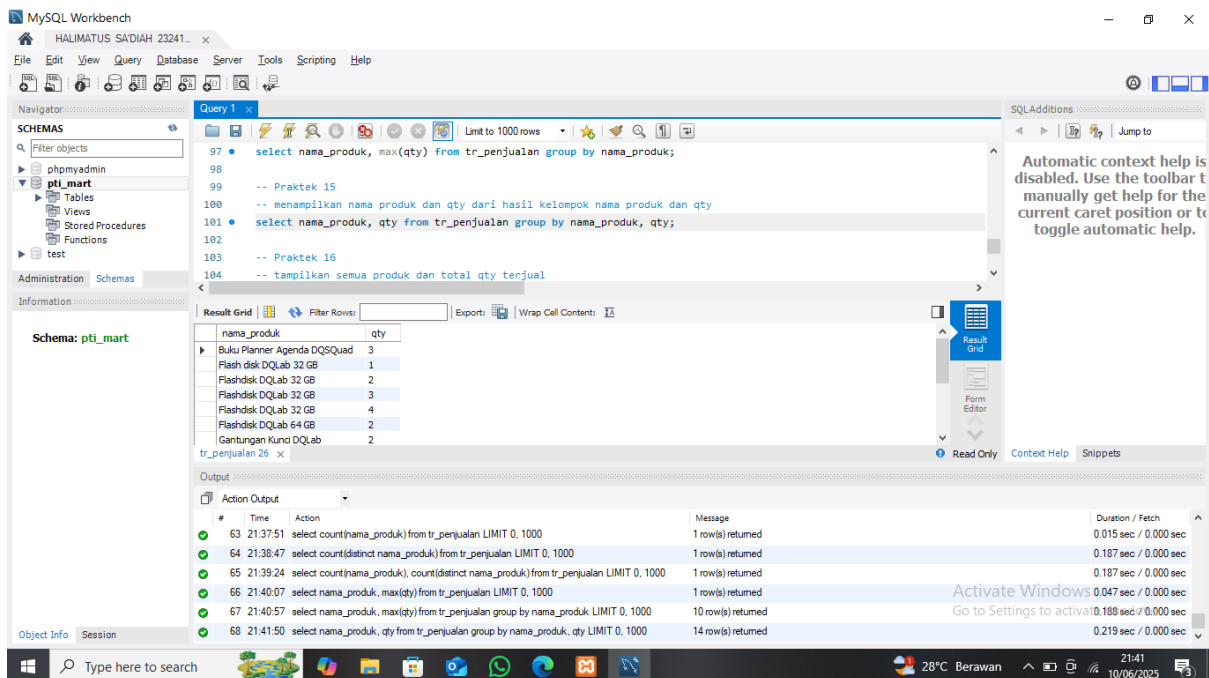 MySQL Workbench
HALIMATUS SA'DIAH 23241... ×
File Edit View Query Database Server Tools Scripting Help
Navigator
SCHEMAS
Filter objects
phpmyadmin
pti_mart
Tables
Views
Stored Procedures
Functions
test
Administration Schemas
Information
Schema: pti_mart
Object Info Session
Query 1 ×
Limit to 1000 rows
97 select nama_produk, max(qty) from tr_penjualan group by nama_produk;
98
99 -- Praktek 15
100 -- menampilkan nama produk dan qty dari hasil kelompok nama produk dan qty
101 select nama_produk, qty from tr_penjualan group by nama_produk, qty;
102
103 -- Praktek 16
104 -- tampilkan semua produk dan total qty terjual
Result Grid Filter Rows: Export: Wrap Cell Content:
nama_produk qty
Buku Planner Agenda DQSQuad 3
Flash disk DQLab 32 GB 1
Flashdisk DQLab 32 GB 2
Flashdisk DQLab 32 GB 3
Flashdisk DQLab 32 GB 4
Flashdisk DQLab 64 GB 2
Gantungan Kunci DQLab 2
Result
Grid
Form
Editor
tr_penjualan 26 ×
Read Only
SQLAdditions
Jump to
Automatic context help is
disabled. Use the toolbar t
manually get help for the
current caret position or to
toggle automatic help.
Context Help Snippets
Output
Action Output
# Time Action Message Duration / Fetch
63 21:37:51 select count(nama_produk) from tr_penjualan LIMIT 0, 1000 1 row(s) returned 0.015 sec / 0.000 sec
64 21:38:47 select count(distinct nama_produk) from tr_penjualan LIMIT 0, 1000 1 row(s) returned 0.187 sec / 0.000 sec
65 21:39:24 select count(nama_produk), count(distinct nama_produk) from tr_penjualan LIMIT 0, 1000 1 row(s) returned 0.187 sec / 0.000 sec
66 21:40:07 select nama_produk, max(qty) from tr_penjualan LIMIT 0, 1000 1 row(s) returned 0.047 sec / 0.000 sec
67 21:40:57 select nama_produk, max(qty) from tr_penjualan group by nama_produk LIMIT 0, 1000 10 row(s) returned 0.188 sec / 0.000 sec
68 21:41:50 select nama_produk, qty from tr_penjualan group by nama_produk, qty LIMIT 0, 1000 14 row(s) returned 0.219 sec / 0.000 sec
Activate Windows
Go to Settings to activate
Type here to search
28°C Berawan
21:41
10/06/2025
3